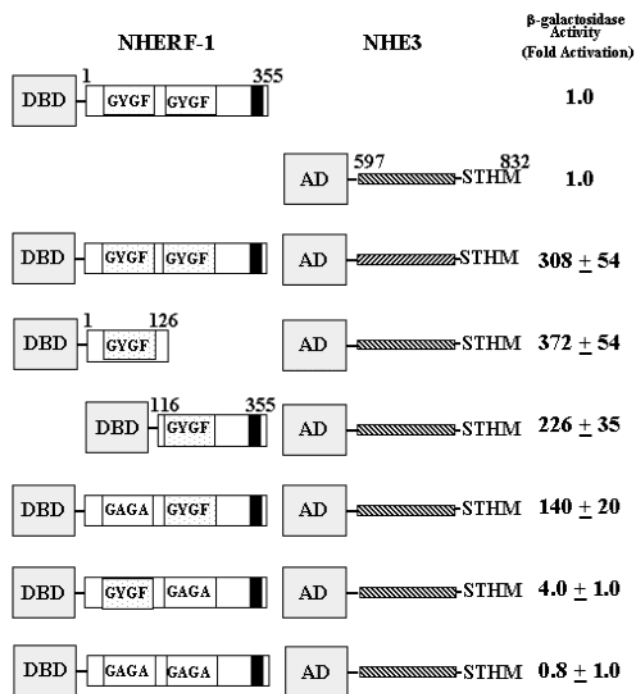 β-galactosidase
Activity
(Fold Activation)
NHERF-1 NHE3
1 355
DBD GYGF GYGF 1.0
597 832
AD STHM 1.0
DBD GYGF GYGF AD STHM 308 ± 54
1 126
DBD GYGF AD STHM 372 ± 54
116 355
DBD GYGF AD STHM 226 ± 35
DBD GAGA GYGF AD STHM 140 ± 20
DBD GYGF GAGA AD STHM 4.0 ± 1.0
DBD GAGA GAGA AD STHM 0.8 ± 1.0